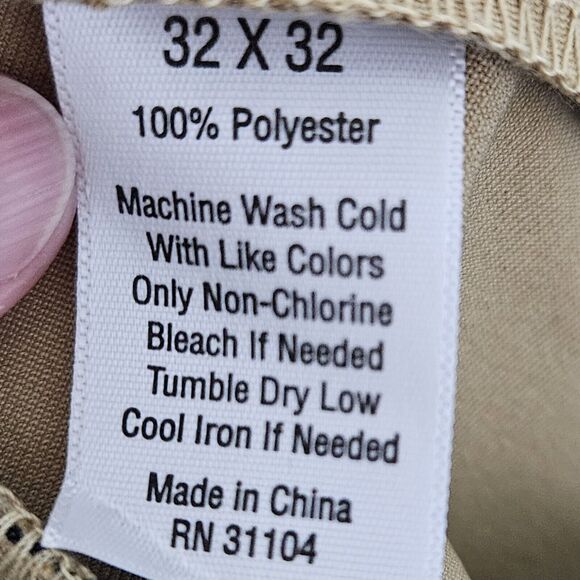 32 X 32
100% Polyester
Machine Wash Cold
With Like Colors
Only Non-Chlorine
Bleach If Needed
Tumble Dry Low
Cool Iron If Needed
Made in China
RN 31104